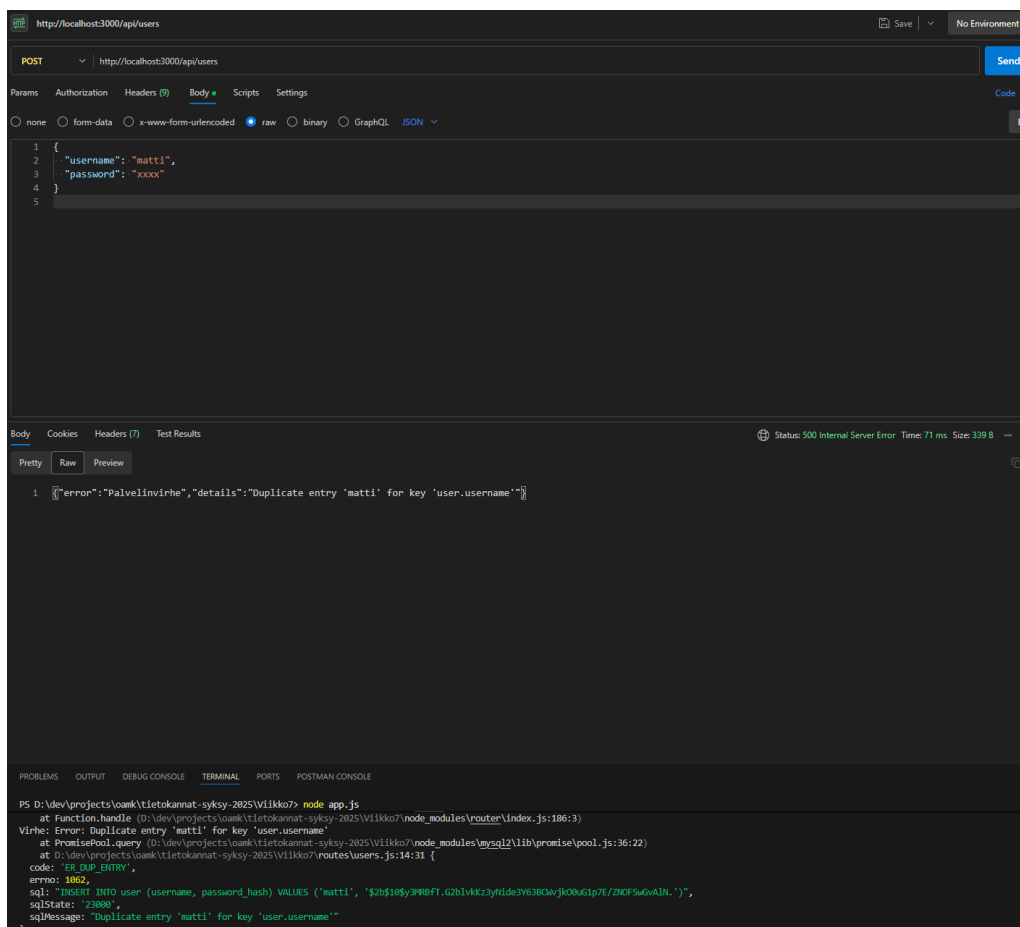 HTTP http://localhost:3000/api/users Save No Environment
POST http://localhost:3000/api/users Send
Params Authorization Headers (9) Body Scripts Settings Code
none form-data x-www-form-urlencoded raw binary GraphQL JSON
1 {
2 "username": "matti",
3 "password": "xxxx"
4 }
5
Body Cookies Headers (7) Test Results Status: 500 Internal Server Error Time: 71 ms Size: 339 B
Pretty Raw Preview
1 {"error":"Palvelinvirhe","details":"Duplicate entry 'matti' for key 'user.username'"}
PROBLEMS OUTPUT DEBUG CONSOLE TERMINAL PORTS POSTMAN CONSOLE
PS D:\dev\projects\oamk\tietokannat-syksy-2025\Viikko7> node app.js
at Function.handle (D:\dev\projects\oamk\tietokannat-syksy-2025\Viikko7\node_modules\router\index.js:186:3)
Virhe: Error: Duplicate entry 'matti' for key 'user.username'
at PromisePool.query (D:\dev\projects\oamk\tietokannat-syksy-2025\Viikko7\node_modules\mysql2\lib\promise\pool.js:36:22)
at D:\dev\projects\oamk\tietokannat-syksy-2025\Viikko7\routes\users.js:14:31 {
code: 'ER_DUP_ENTRY',
errno: 1062,
sql: "INSERT INTO user (username, password_hash) VALUES ('matti', '$2b$10$y3MRBfT.G2blvkKz3yNide3Y63BCWvjkO0uG1p7E/ZNOFSwGvAlN.')",
sqlState: '23000',
sqlMessage: "Duplicate entry 'matti' for key 'user.username'"